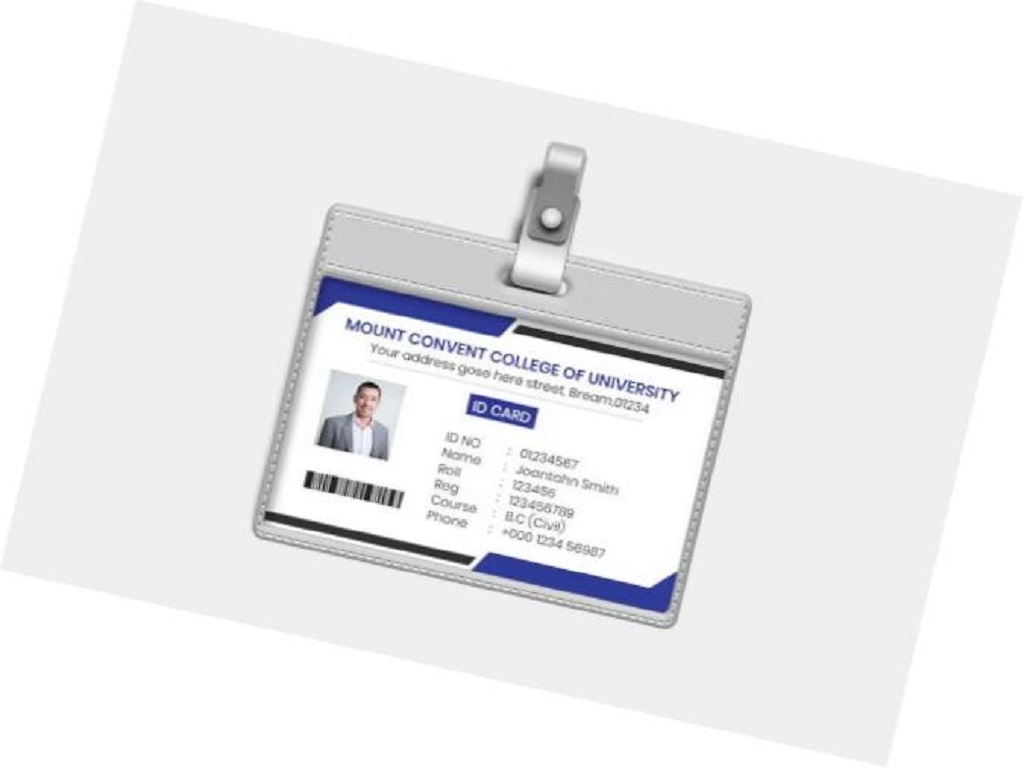 MOUNT CONVENT COLLEGE OF UNIVERSITY
Your address gose here street, Bream,01234
ID CARD
ID NO : 01234567
Name : Joantahn Smith
Roll : 123456
Reg : 123456789
Course : B.C (Civil)
Phone : +000 1234 56987